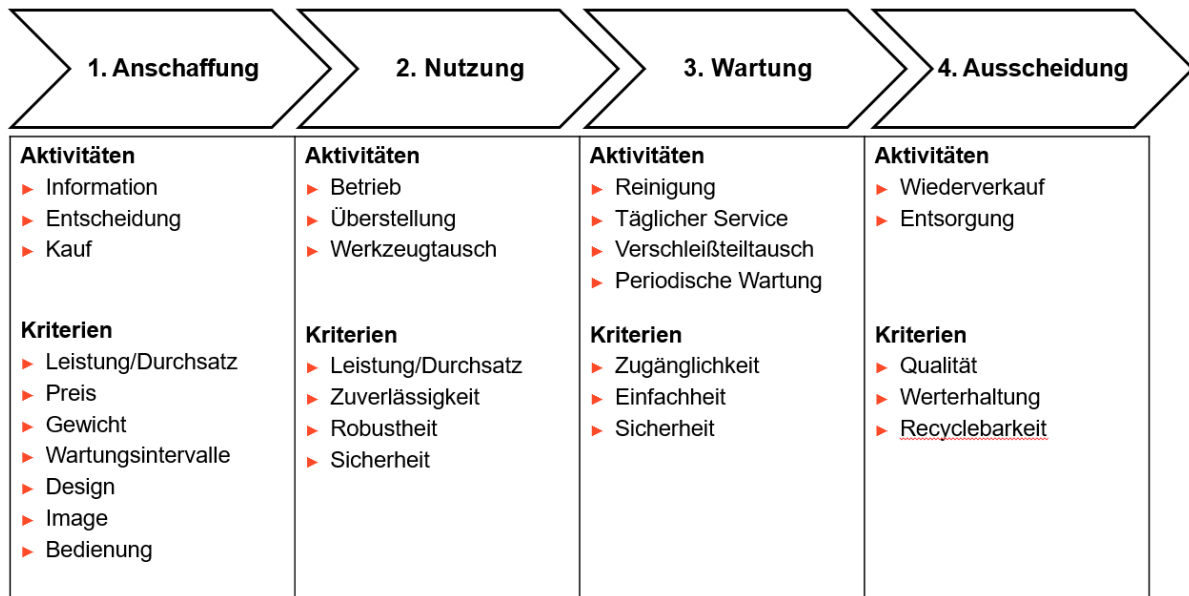 1. Anschaffung
2. Nutzung
3. Wartung
4. Ausscheidung
Aktivitäten
Information
Entscheidung
Kauf
Kriterien
Leistung/Durchsatz
Preis
Gewicht
Wartungsintervalle
Design
Image
Bedienung
Aktivitäten
Betrieb
Überstellung
Werkzeugtausch
Kriterien
Leistung/Durchsatz
Zuverlässigkeit
Robustheit
Sicherheit
Aktivitäten
Reinigung
Täglicher Service
Verschleißteiltausch
Periodische Wartung
Kriterien
Zugänglichkeit
Einfachheit
Sicherheit
Aktivitäten
Wiederverkauf
Entsorgung
Kriterien
Qualität
Werterhaltung
Recyclebarkeit